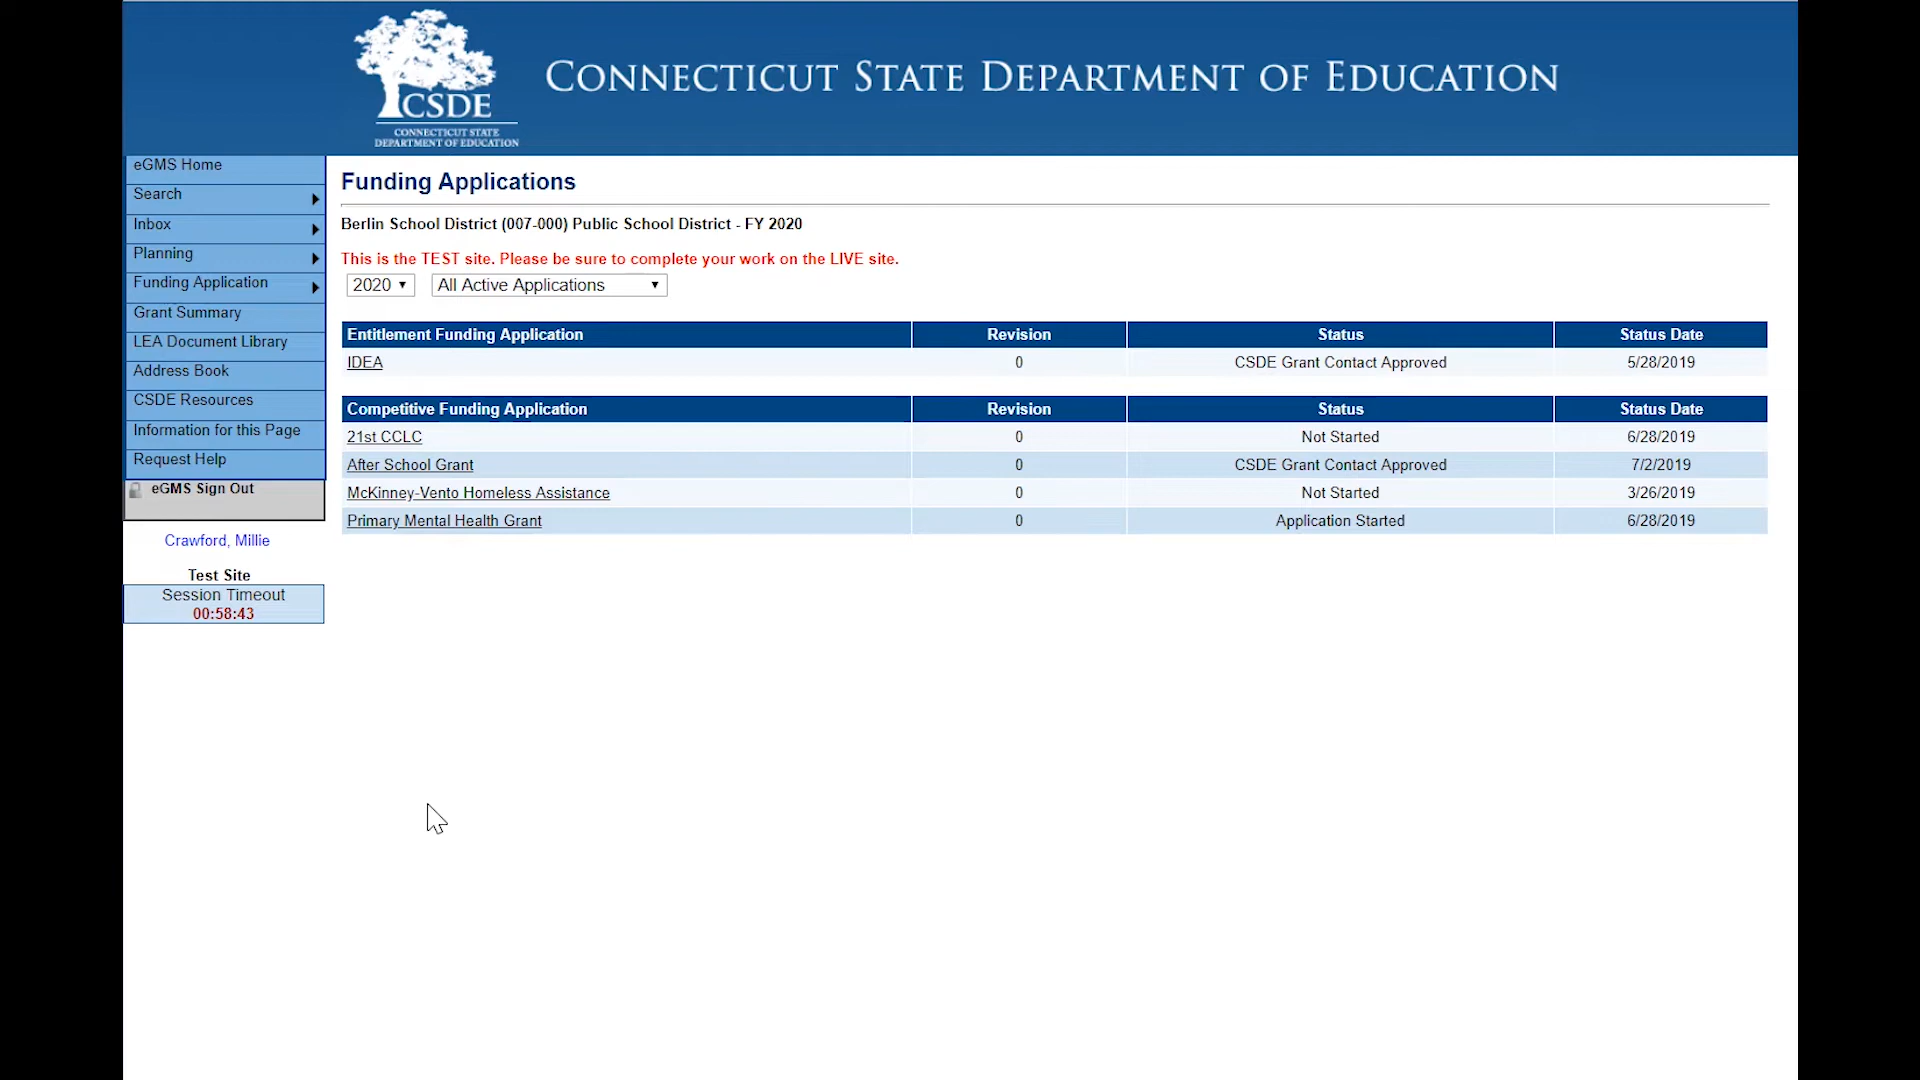 CSDE
CONNECTICUT STATE
DEPARTMENT OF EDUCATION
CONNECTICUT STATE DEPARTMENT OF EDUCATION
eGMS Home
Search
Inbox
Planning
Funding Application
Grant Summary
LEA Document Library
Address Book
CSDE Resources
Information for this Page
Request Help
eGMS Sign Out
Crawford, Millie
Test Site
Session Timeout
00:58:43
Funding Applications
Berlin School District (007-000) Public School District - FY 2020
This is the TEST site. Please be sure to complete your work on the LIVE site.
2020 All Active Applications
Entitlement Funding Application Revision Status Status Date
IDEA 0 CSDE Grant Contact Approved 5/28/2019
Competitive Funding Application Revision Status Status Date
21st CCLC 0 Not Started 6/28/2019
After School Grant 0 CSDE Grant Contact Approved 7/2/2019
McKinney-Vento Homeless Assistance 0 Not Started 3/26/2019
Primary Mental Health Grant 0 Application Started 6/28/2019